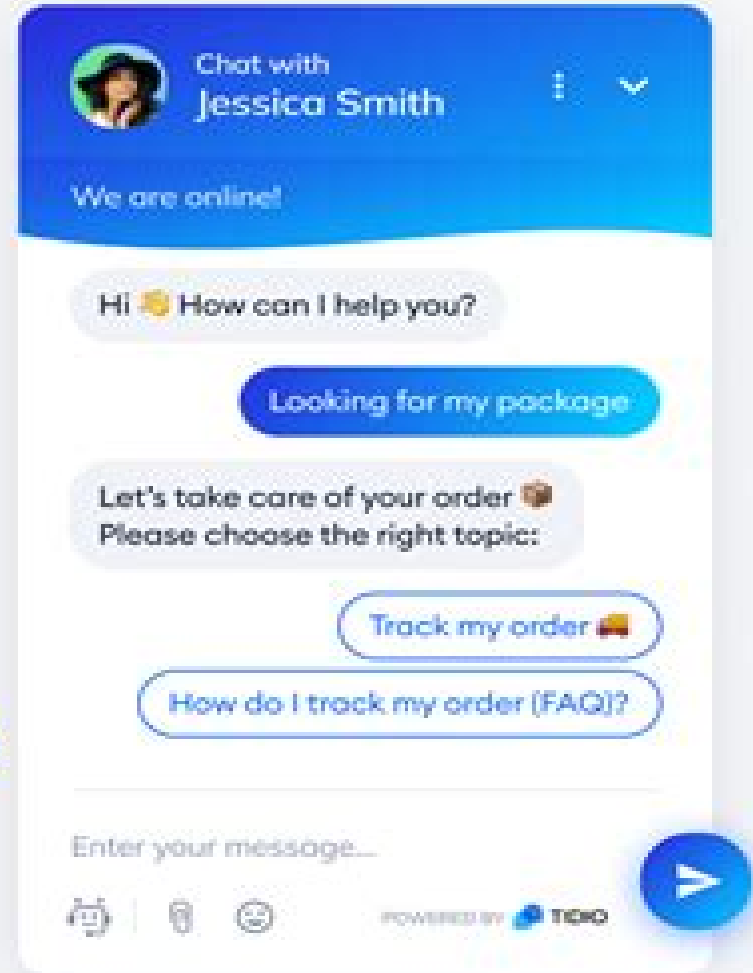 Chat with
Jessica Smith
We are online!
Hi 👋 How can I help you?
Looking for my package
Let's take care of your order 📦
Please choose the right topic:
Track my order 🚚
How do I track my order (FAQ)?
Enter your message...
POWERED BY TIDIO